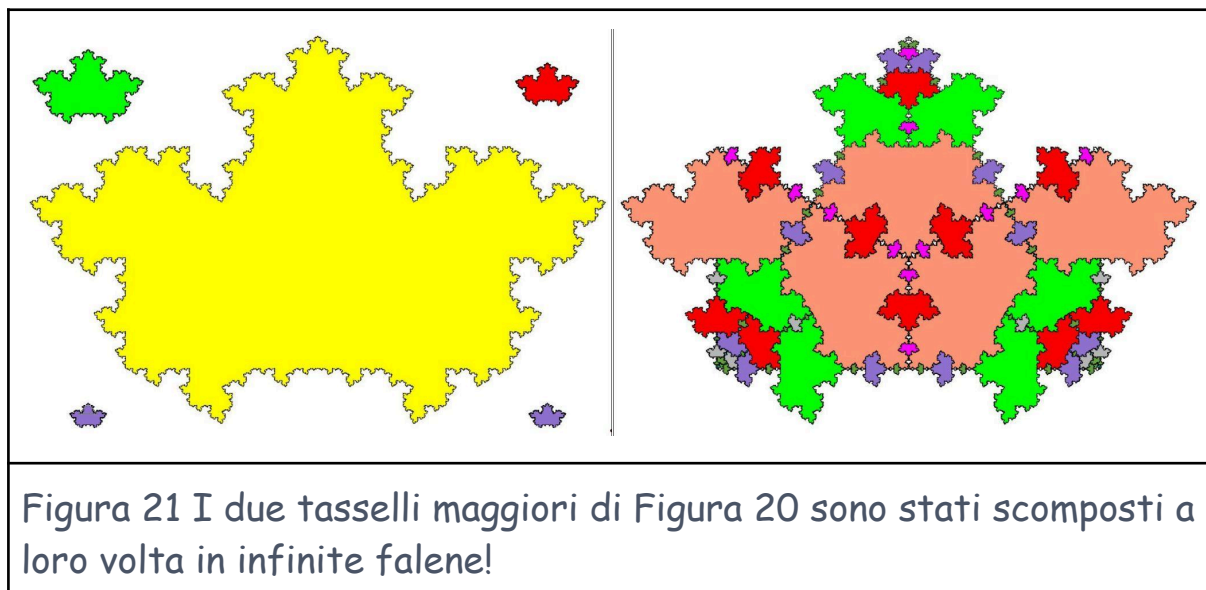 Figura 21 I due tasselli maggiori di Figura 20 sono stati scomposti a
loro volta in infinite falene!